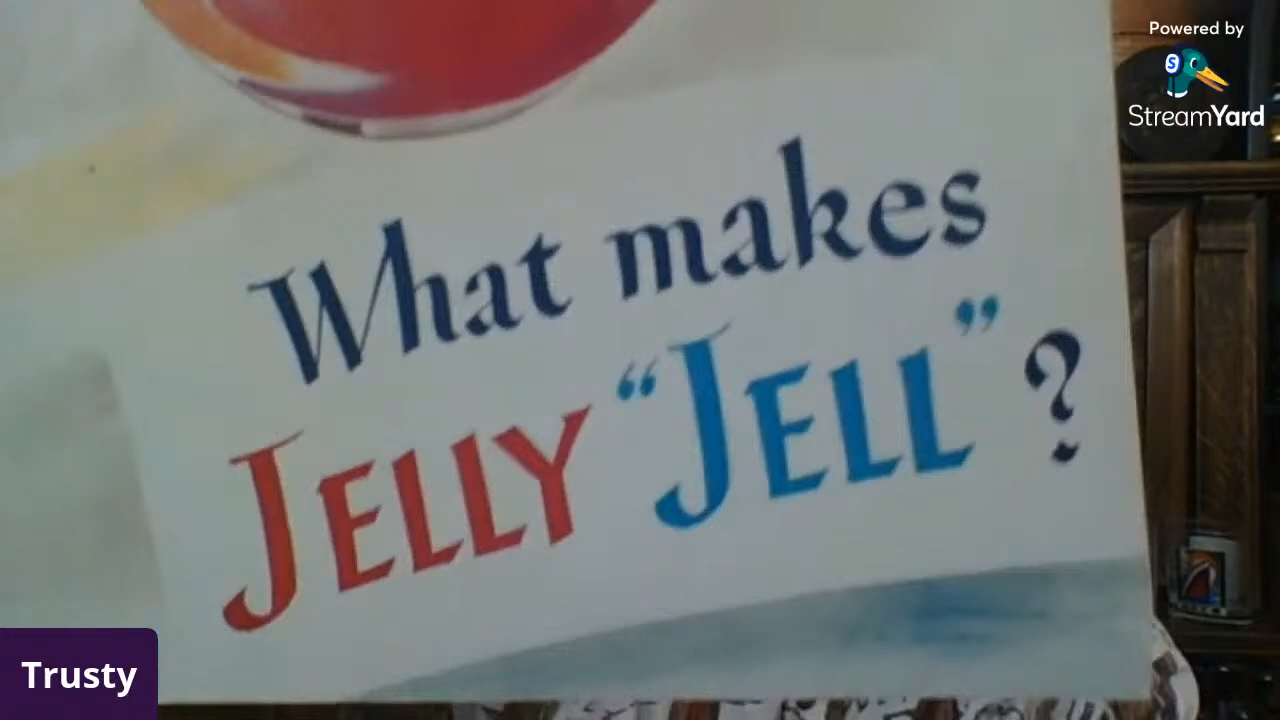 Powered by
StreamYard
What makes
JELLY “JELL” ?
Trusty